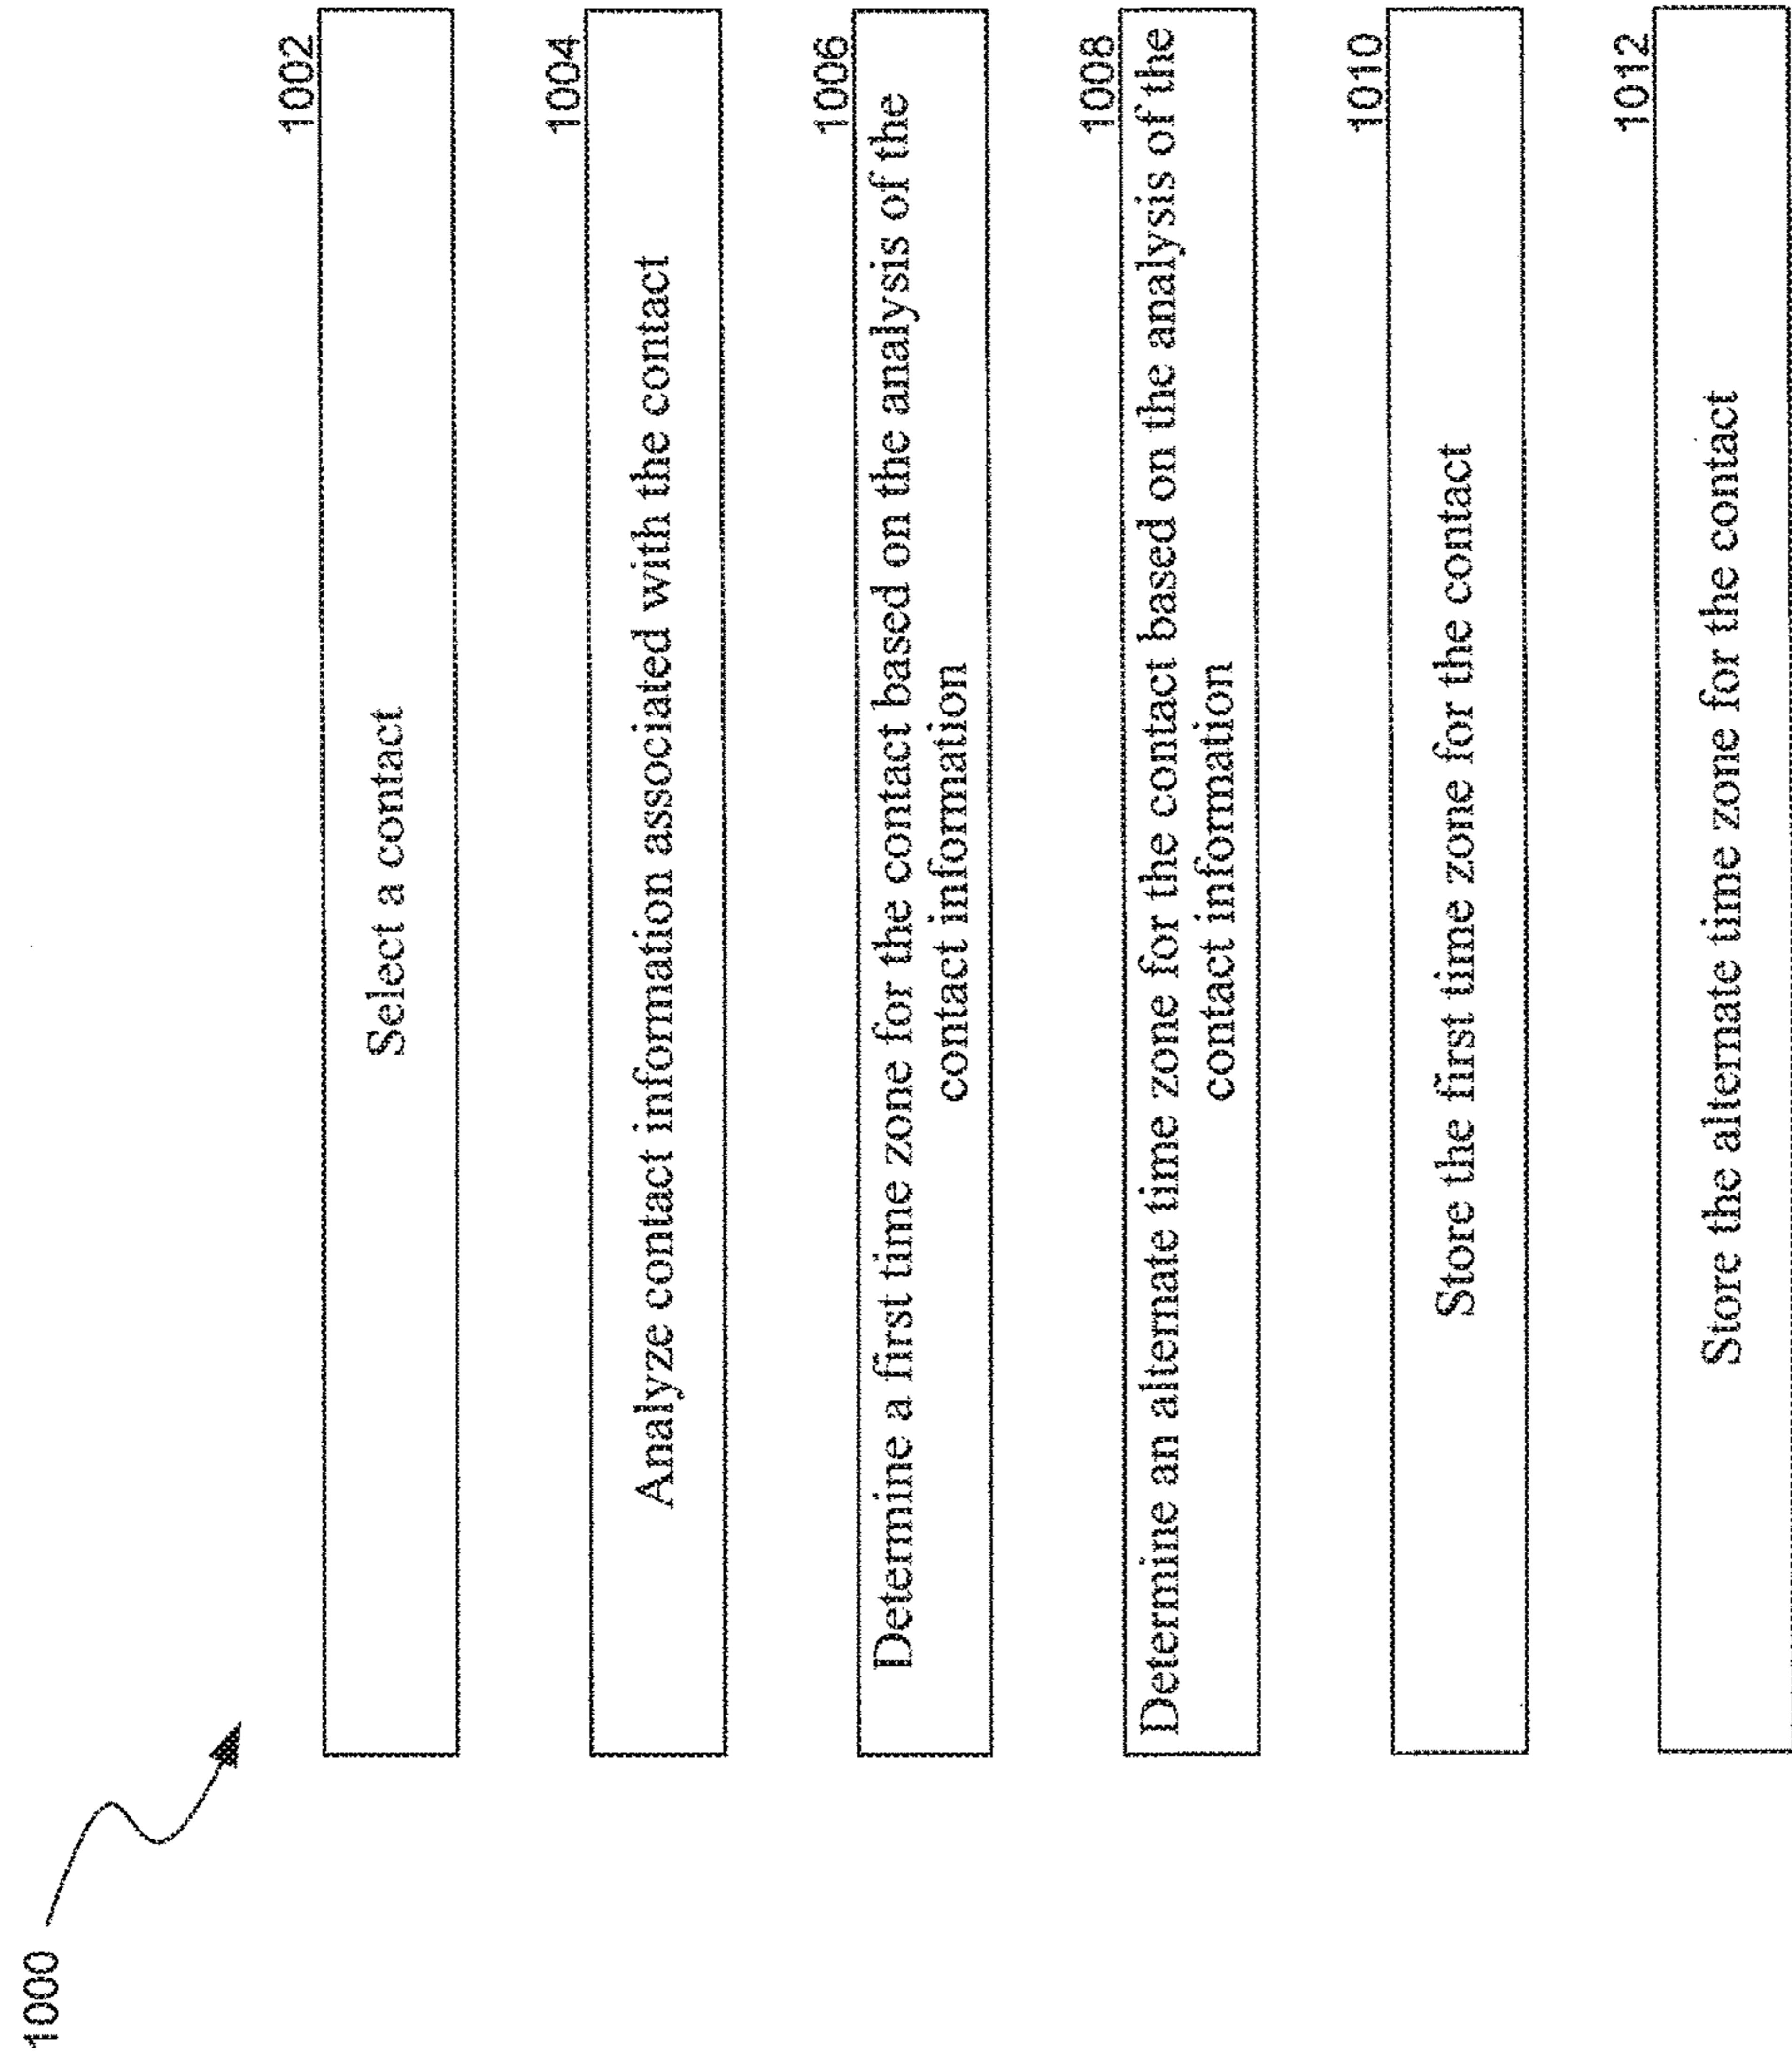 1000
1002
Select a contact
1004
Analyze contact information associated with the contact
1006
Determine a first time zone for the contact based on the analysis of the
contact information
1008
Determine an alternate time zone for the contact based on the analysis of the
contact information
1010
Store the first time zone for the contact
1012
Store the alternate time zone for the contact